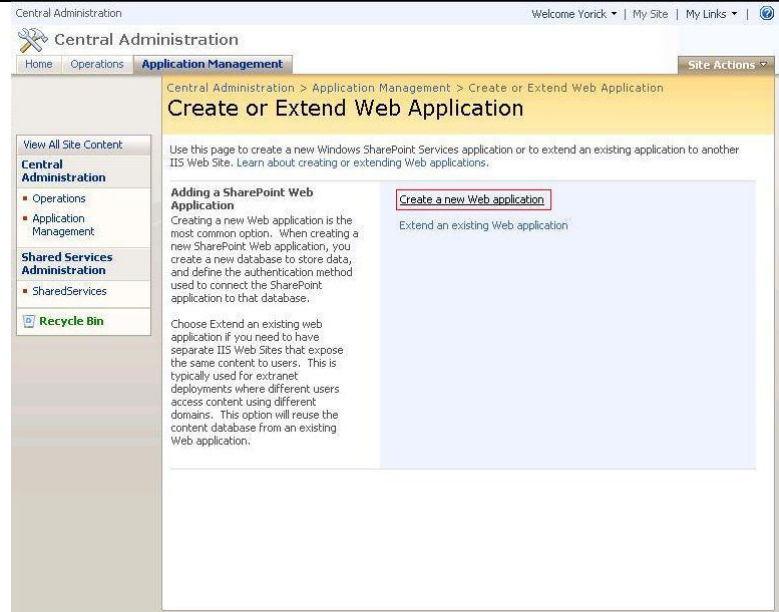 Central Administration
Welcome Yorick | My Site | My Links |
Central Administration
Home Operations Application Management
Site Actions
Central Administration > Application Management > Create or Extend Web Application
Create or Extend Web Application
View All Site Content
Central
Administration
Operations
Application
Management
Shared Services
Administration
SharedServices
Recycle Bin
Use this page to create a new Windows SharePoint Services application or to extend an existing application to another
IIS Web Site. Learn about creating or extending Web applications.
Adding a SharePoint Web
Application
Creating a new Web application is the
most common option. When creating a
new SharePoint Web application, you
create a new database to store data,
and define the authentication method
used to connect the SharePoint
application to that database.
Choose Extend an existing web
application if you need to have
separate IIS Web Sites that expose
the same content to users. This is
typically used for extranet
deployments where different users
access content using different
domains. This option will reuse the
content database from an existing
Web application.
Create a new Web application
Extend an existing Web application